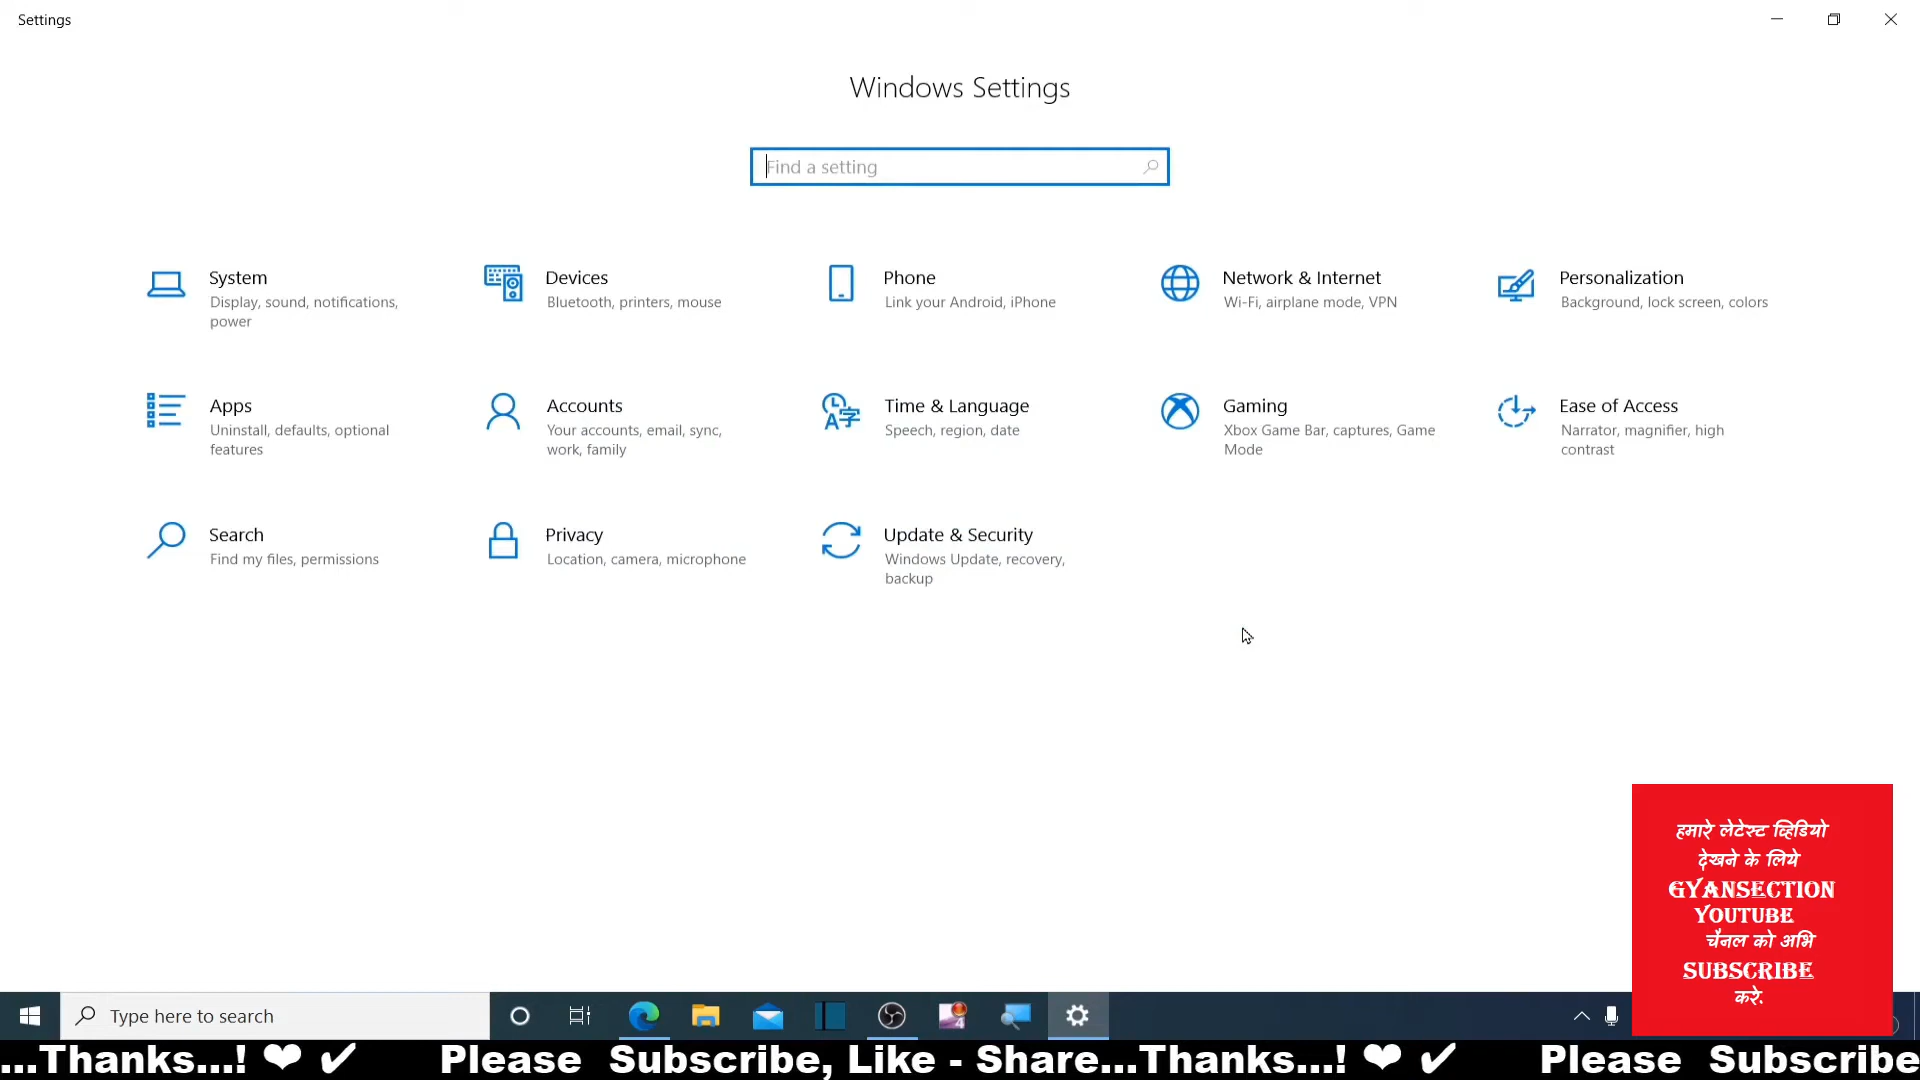 Settings
Windows Settings
Find a setting
System
Display, sound, notifications,
power
Devices
Bluetooth, printers, mouse
Phone
Link your Android, iPhone
Network & Internet
Wi-Fi, airplane mode, VPN
Personalization
Background, lock screen, colors
Apps
Uninstall, defaults, optional
features
Accounts
Your accounts, email, sync,
work, family
Time & Language
Speech, region, date
Gaming
Xbox Game Bar, captures, Game
Mode
Ease of Access
Narrator, magnifier, high
contrast
Search
Find my files, permissions
Privacy
Location, camera, microphone
Update & Security
Windows Update, recovery,
backup
हमारे लेटेस्ट व्हिडियो
देखने के लिये
GYANSECTION
YOUTUBE
चैनल को अभि
SUBSCRIBE
करे.
Type here to search
...Thanks...! ❤ ✔ Please Subscribe, Like - Share...Thanks...! ❤ ✔ Please Subscribe